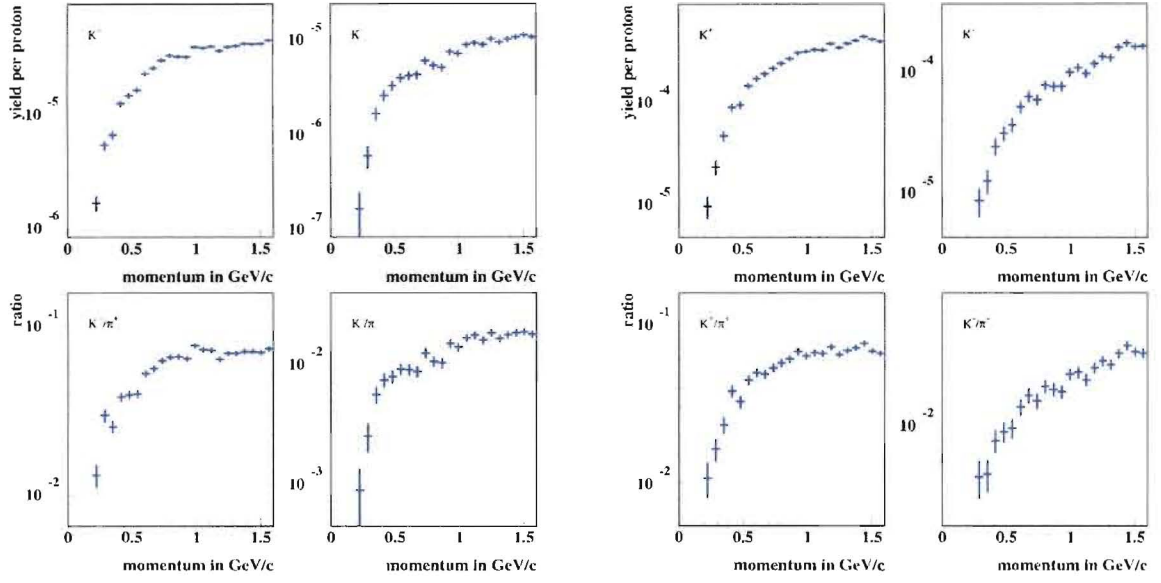 yield per proton
K⁺
10 -5
10 -6
0 0.5 1 1.5
momentum in GeV/c
K
10 -5
10 -6
10 -7
0 0.5 1 1.5
momentum in GeV/c
yield per proton
K⁺
10 -4
10 -5
0 0.5 1 1.5
momentum in GeV/c
K⁻
10 -4
10 -5
0 0.5 1 1.5
momentum in GeV/c
ratio
K⁺/π⁺
10 -1
10 -2
0 0.5 1 1.5
momentum in GeV/c
K/π
10 -2
10 -3
0 0.5 1 1.5
momentum in GeV/c
ratio
K⁺/π⁺
10 -1
10 -2
0 0.5 1 1.5
momentum in GeV/c
K⁻/π⁻
10 -2
0 0.5 1 1.5
momentum in GeV/c